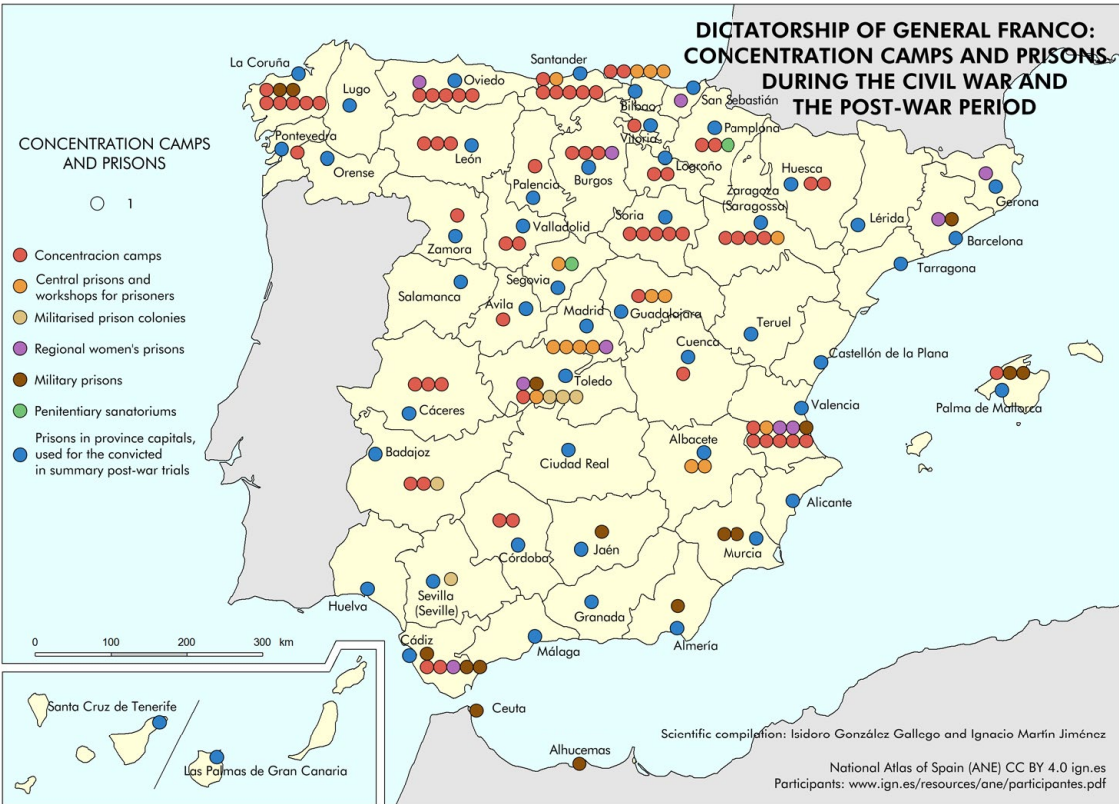 DICTATORSHIP OF GENERAL FRANCO:
CONCENTRATION CAMPS AND PRISONS
DURING THE CIVIL WAR AND
THE POST-WAR PERIOD
CONCENTRATION CAMPS
AND PRISONS
1
Concentracion camps
Central prisons and
workshops for prisoners
Militarised prison colonies
Regional women's prisons
Military prisons
Penitentiary sanatoriums
Prisons in province capitals,
used for the convicted
in summary post-war trials
La Coruña
Lugo
Oviedo
Santander
Bilbao
San Sebastián
Pontevedra
Orense
León
Palencia
Burgos
Vitoria
Pamplona
Logroño
Huesca
Zaragoza
(Saragossa)
Lérida
Gerona
Barcelona
Tarragona
Zamora
Valladolid
Soria
Salamanca
Segovia
Ávila
Madrid
Guadalajara
Teruel
Cuenca
Castellón de la Plana
Toledo
Cáceres
Valencia
Palma de Mallorca
Badajoz
Ciudad Real
Albacete
Alicante
Córdoba
Jaén
Murcia
Huelva
Sevilla
(Seville)
Granada
Almería
Cádiz
Málaga
Ceuta
Alhucemas
0 100 200 300 km
Santa Cruz de Tenerife
Las Palmas de Gran Canaria
Scientific compilation: Isidoro González Gallego and Ignacio Martín Jiménez
National Atlas of Spain (ANE) CC BY 4.0 ign.es
Participants: www.ign.es/resources/ane/participantes.pdf